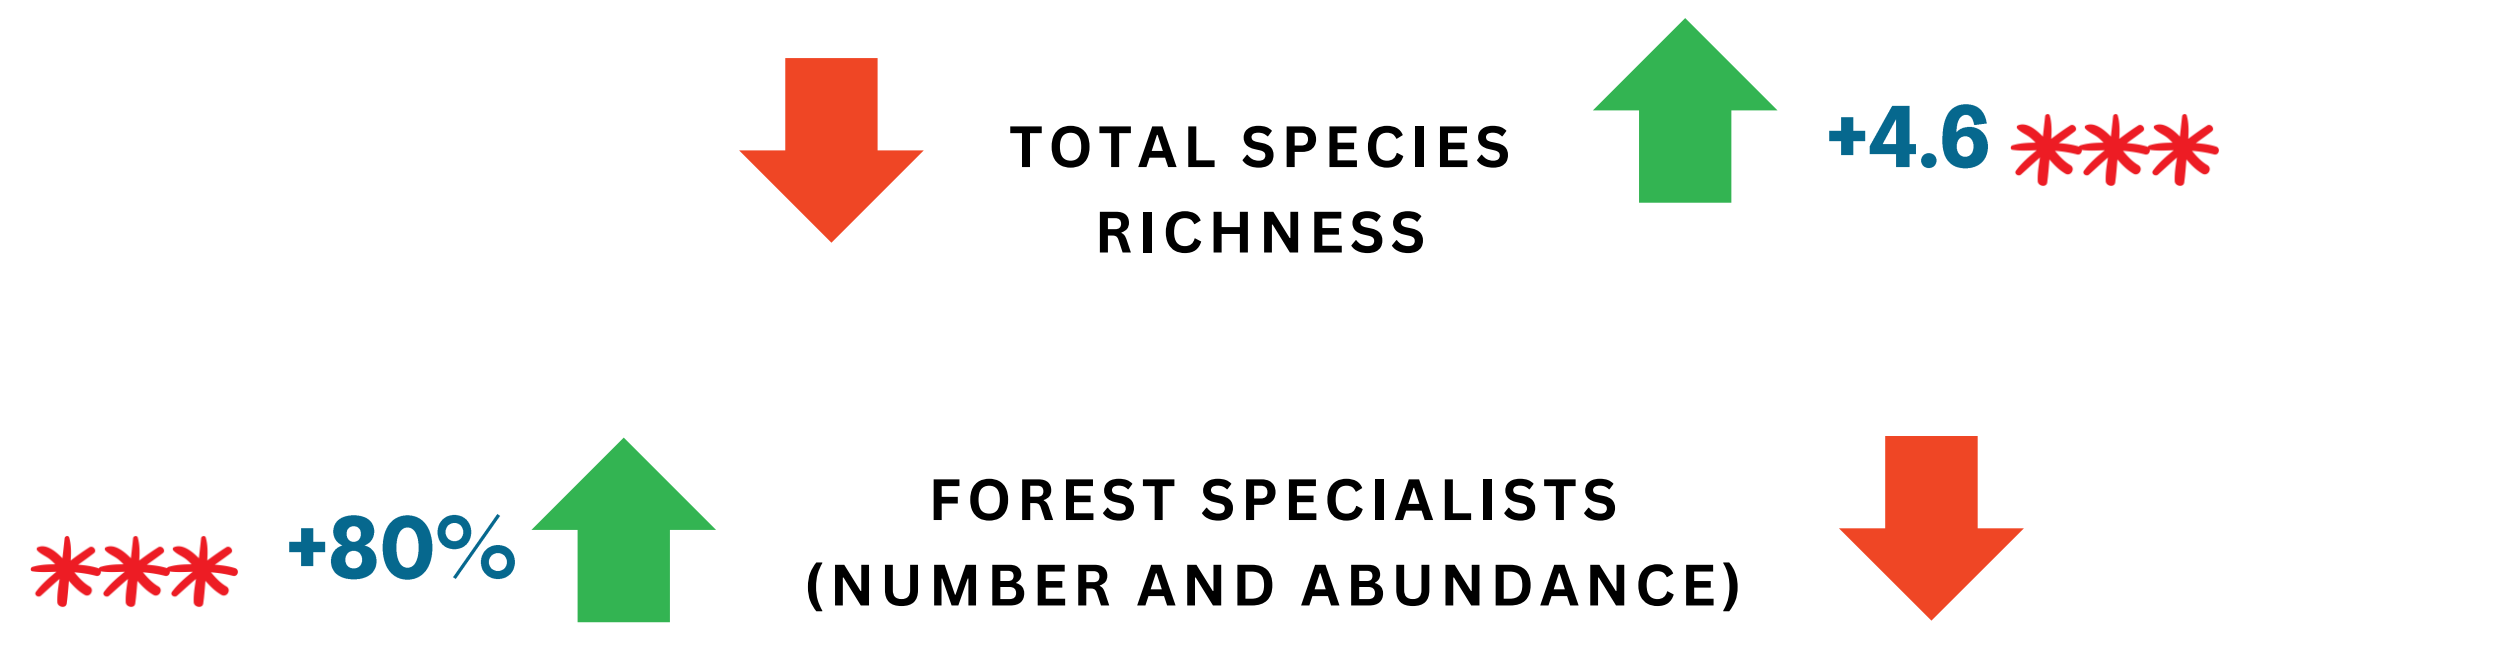 TOTAL SPECIES
RICHNESS
+4.6 ***
*** +80%
FOREST SPECIALISTS
(NUMBER AND ABUNDANCE)